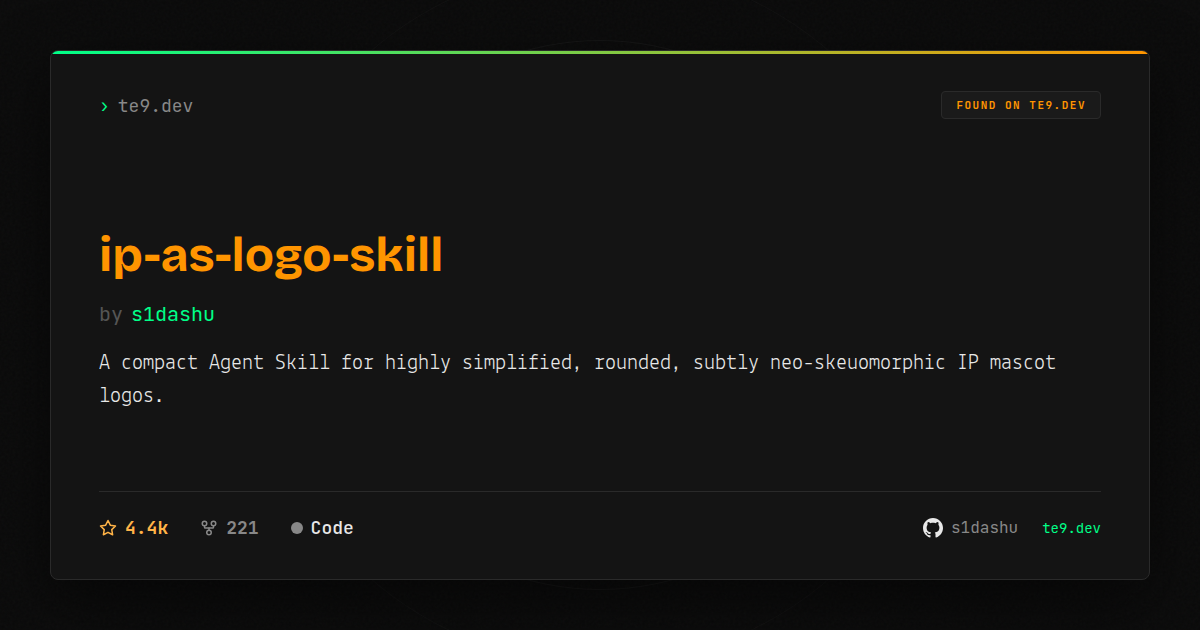 › te9.dev
FOUND ON TE9.DEV
ip-as-logo-skill
by s1dashu
A compact Agent Skill for highly simplified, rounded, subtly neo-skeuomorphic IP mascot
logos.
4.4k 221 Code
s1dashu te9.dev